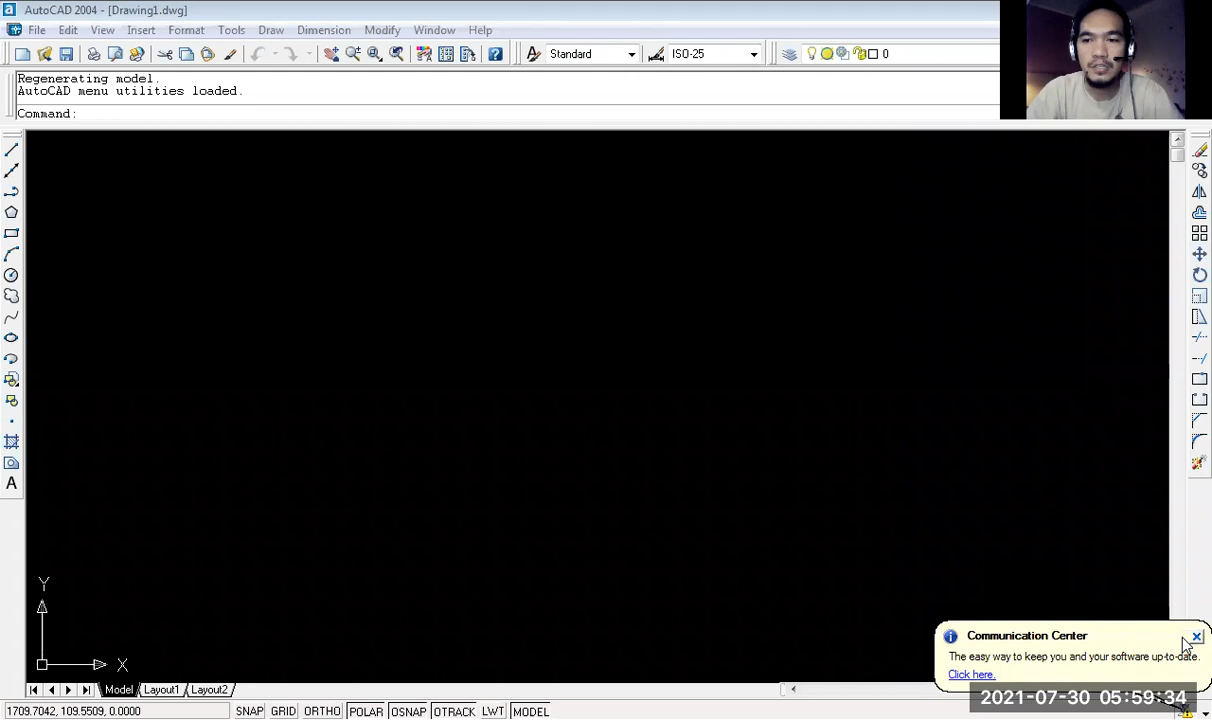 AutoCAD 2004 - [Drawing1.dwg]
File Edit View Insert Format Tools Draw Dimension Modify Window Help
Standard ISO-25 0
Regenerating model.
AutoCAD menu utilities loaded.
Command:
A
Y
X
Communication Center
The easy way to keep you and your software up-to-date.
Click here.
Model Layout1 Layout2
2021-07-30 05:59:34
1709.7042, 109.5509, 0.0000 SNAP GRID ORTHO POLAR OSNAP OTRACK LWT MODEL